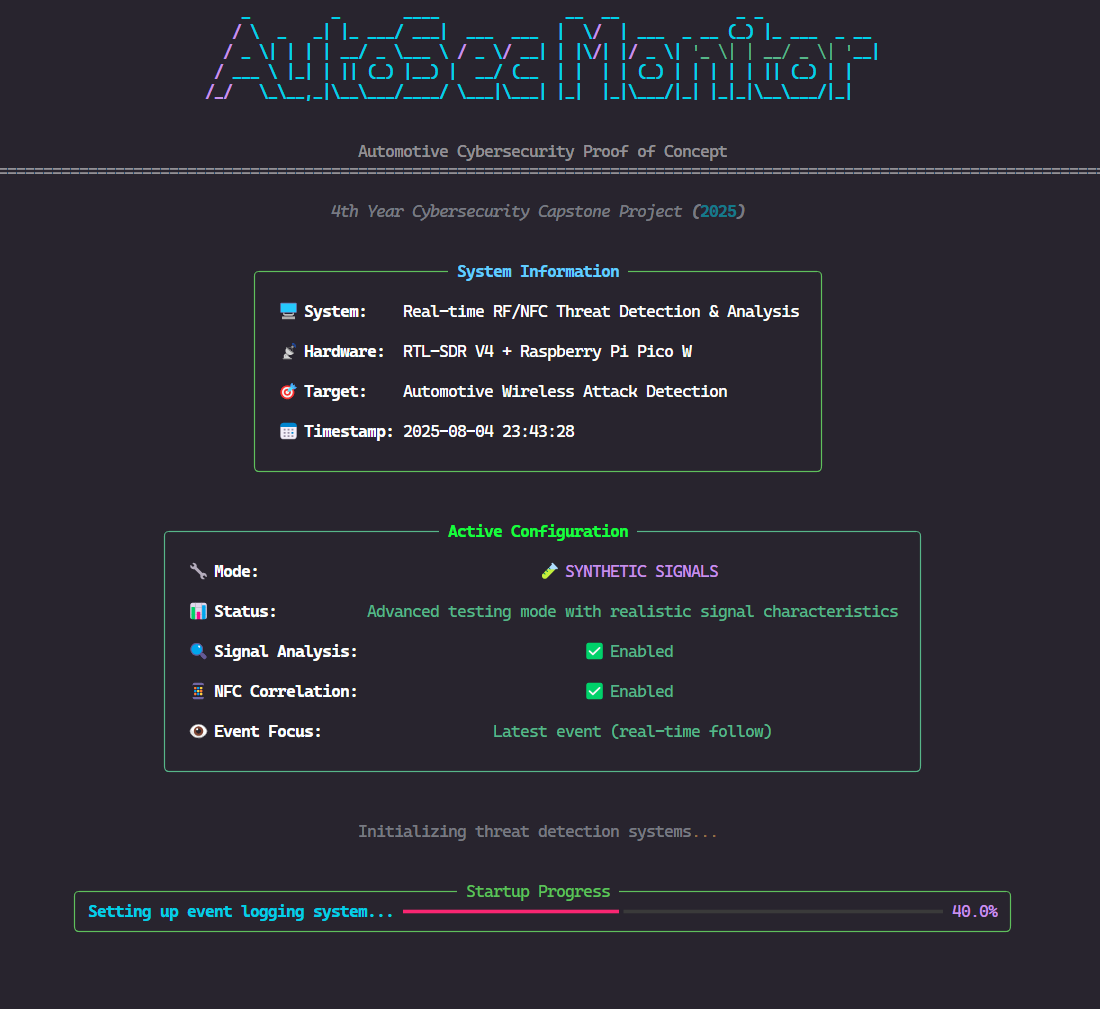 AutoSec Monitor
Automotive Cybersecurity Proof of Concept
4th Year Cybersecurity Capstone Project (2025)
System Information
System: Real-time RF/NFC Threat Detection & Analysis
Hardware: RTL-SDR V4 + Raspberry Pi Pico W
Target: Automotive Wireless Attack Detection
Timestamp: 2025-08-04 23:43:28
Active Configuration
Mode: SYNTHETIC SIGNALS
Status: Advanced testing mode with realistic signal characteristics
Signal Analysis: ✅ Enabled
NFC Correlation: ✅ Enabled
Event Focus: Latest event (real-time follow)
Initializing threat detection systems...
Startup Progress
Setting up event logging system... 40.0%